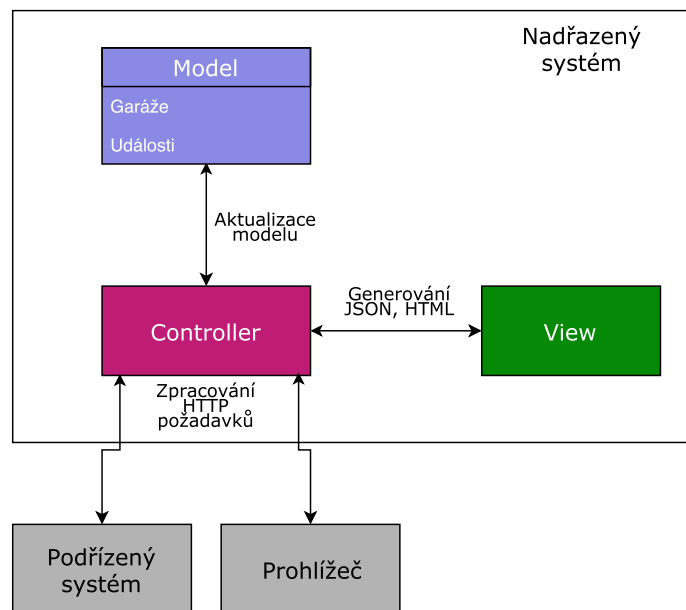 Nadřazený
systém
Model
Garáže
Události
Aktualizace
modelu
Controller
Generování
JSON, HTML
View
Zpracování
HTTP
požadavků
Podřízený
systém
Prohlížeč